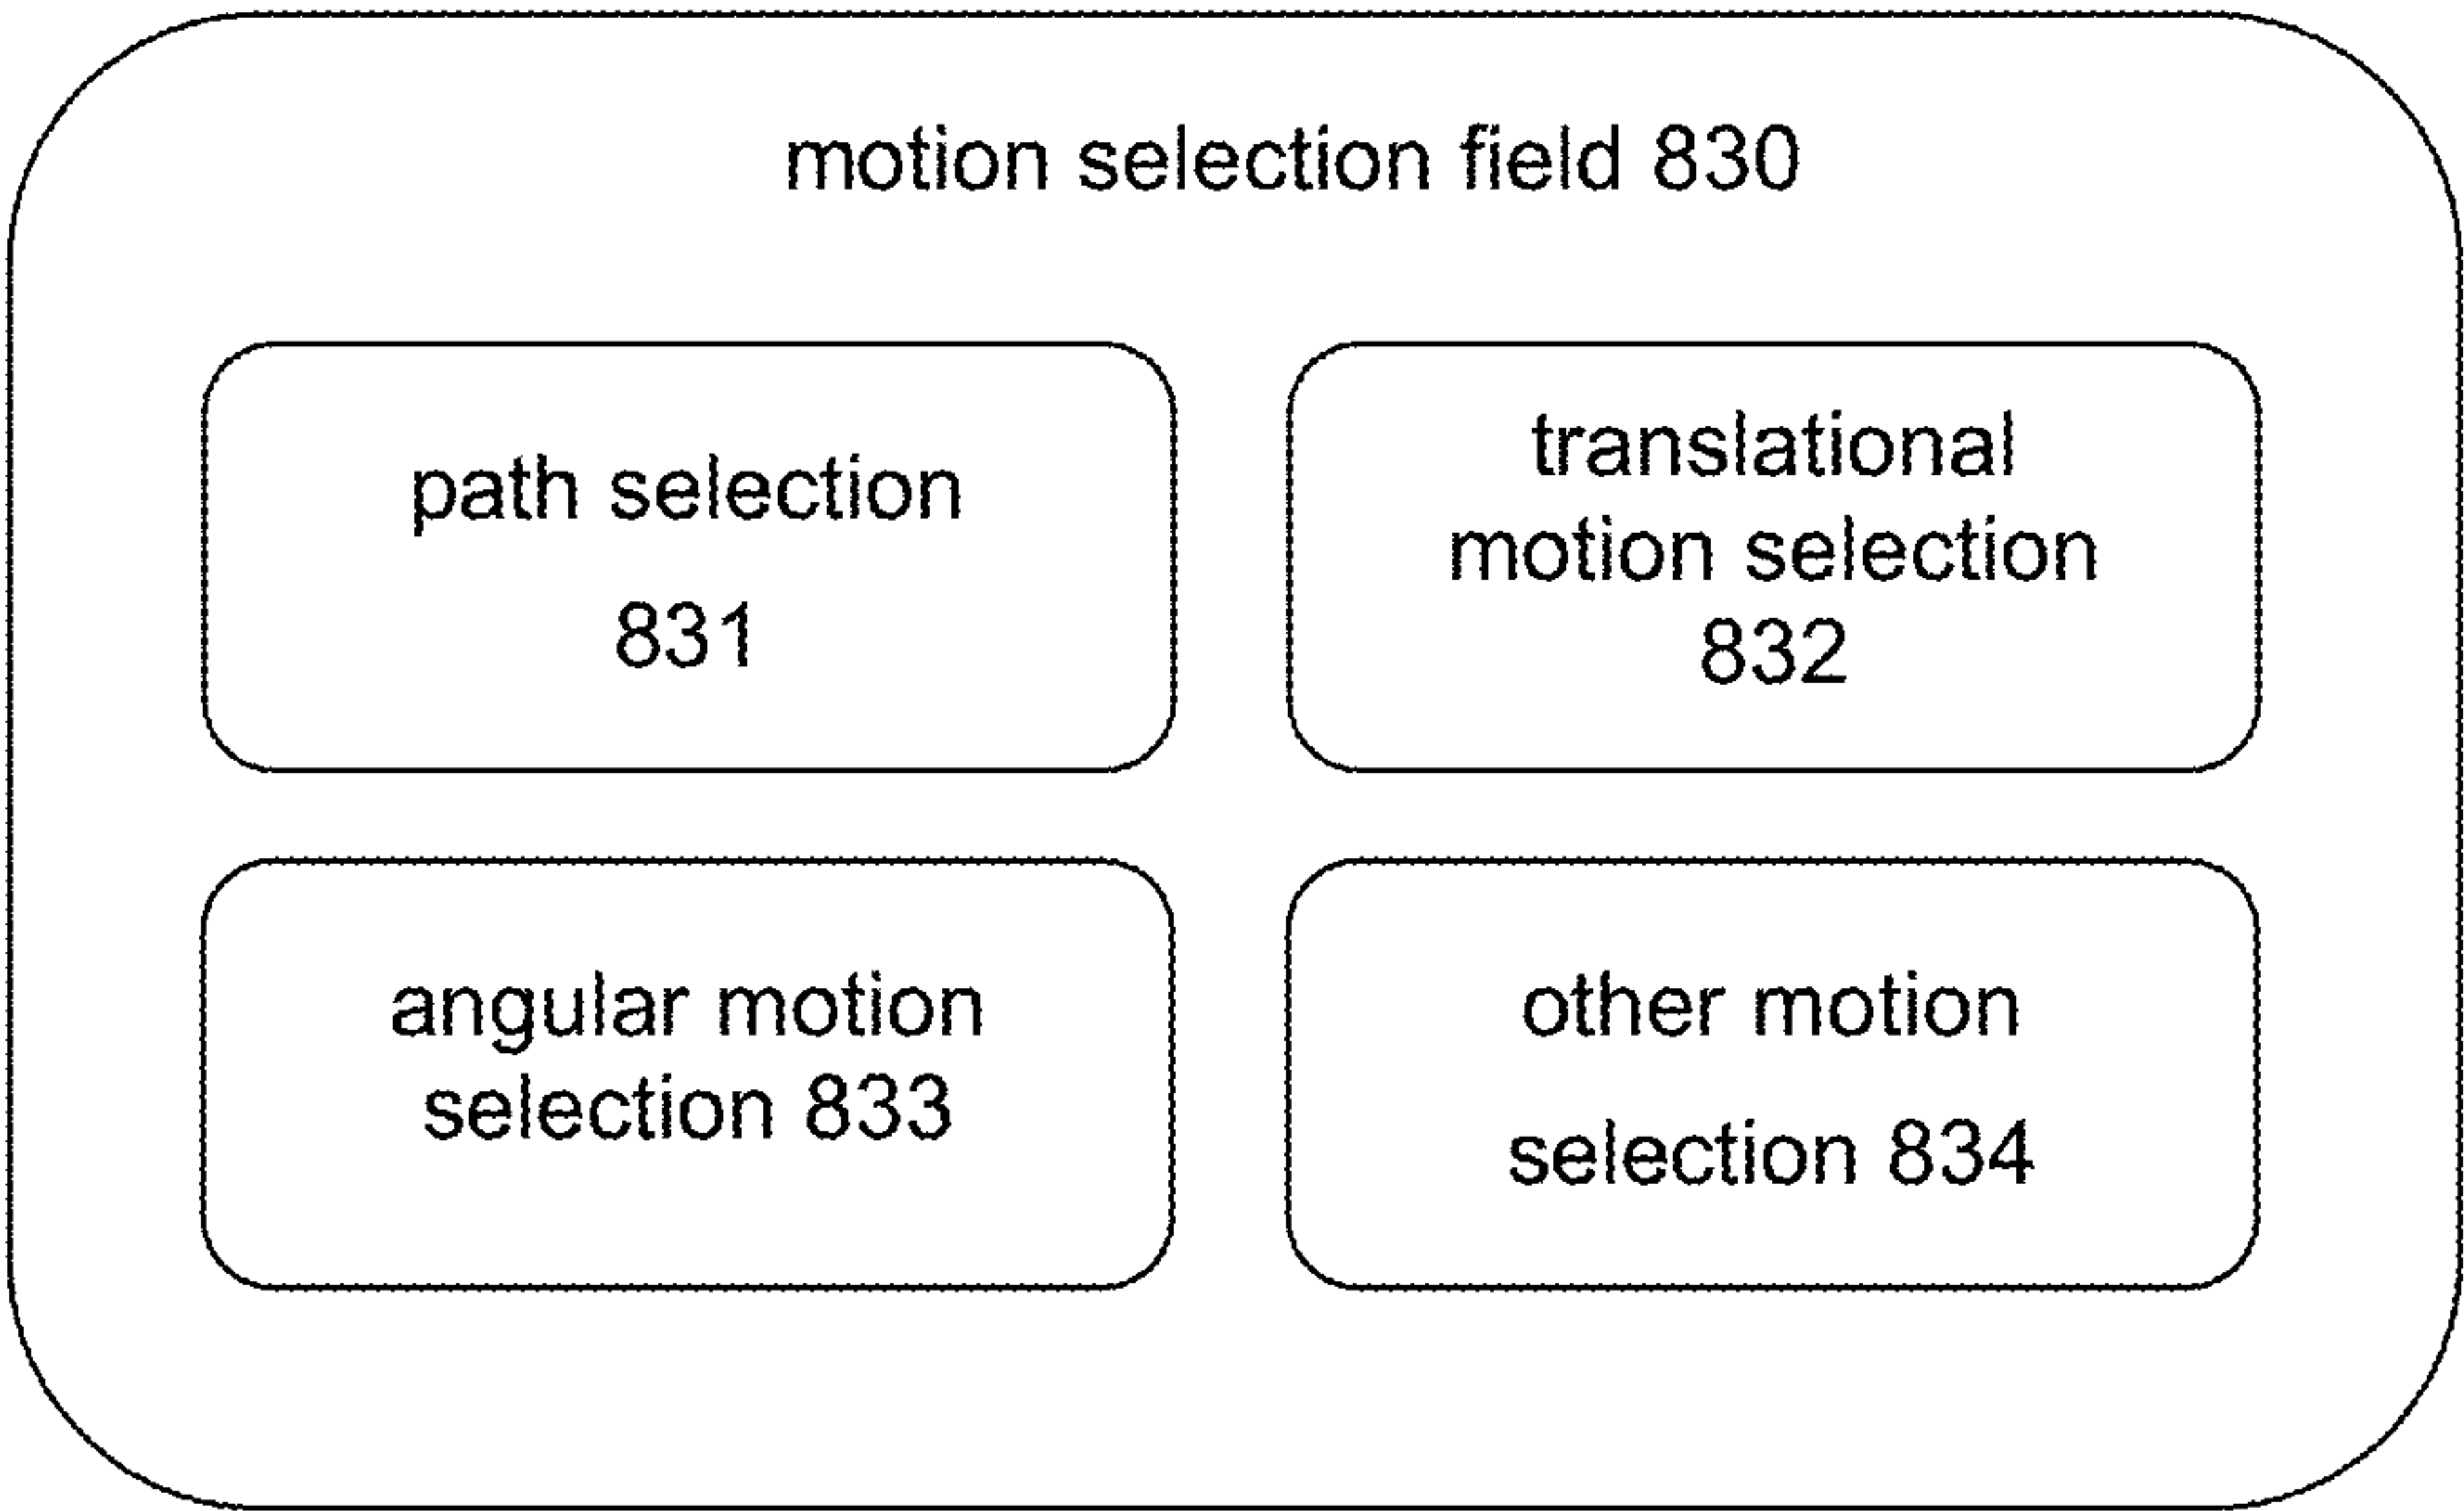 motion selection field 830
path selection
831
translational
motion selection
832
angular motion
selection 833
other motion
selection 834